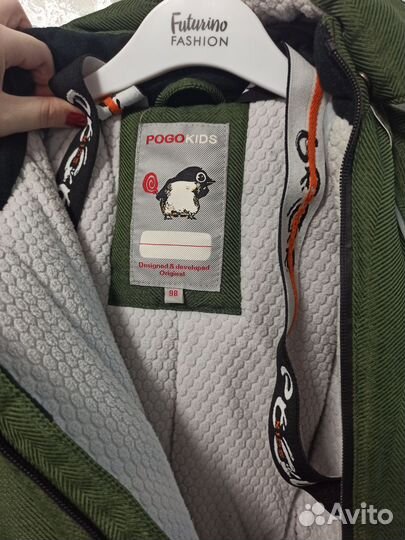 Futurino
FASHION
POGOKIDS
Designed & developed
Original
98
Avito